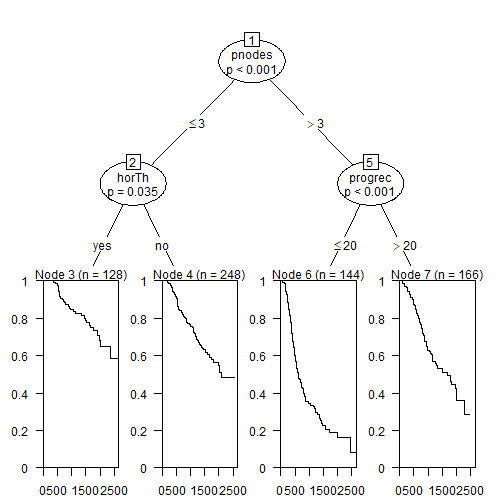 1
pnodes
p < 0.001
≤ 3
> 3
2
horTh
p = 0.035
5
progrec
p < 0.001
yes
no
≤ 20
> 20
Node 3 (n = 128)
Node 4 (n = 248)
Node 6 (n = 144)
Node 7 (n = 166)
1 1 1 1
0.8 0.8 0.8 0.8
0.6 0.6 0.6 0.6
0.4 0.4 0.4 0.4
0.2 0.2 0.2 0.2
0 0 0 0
0500 15002500 0500 15002500 0500 15002500 0500 15002500